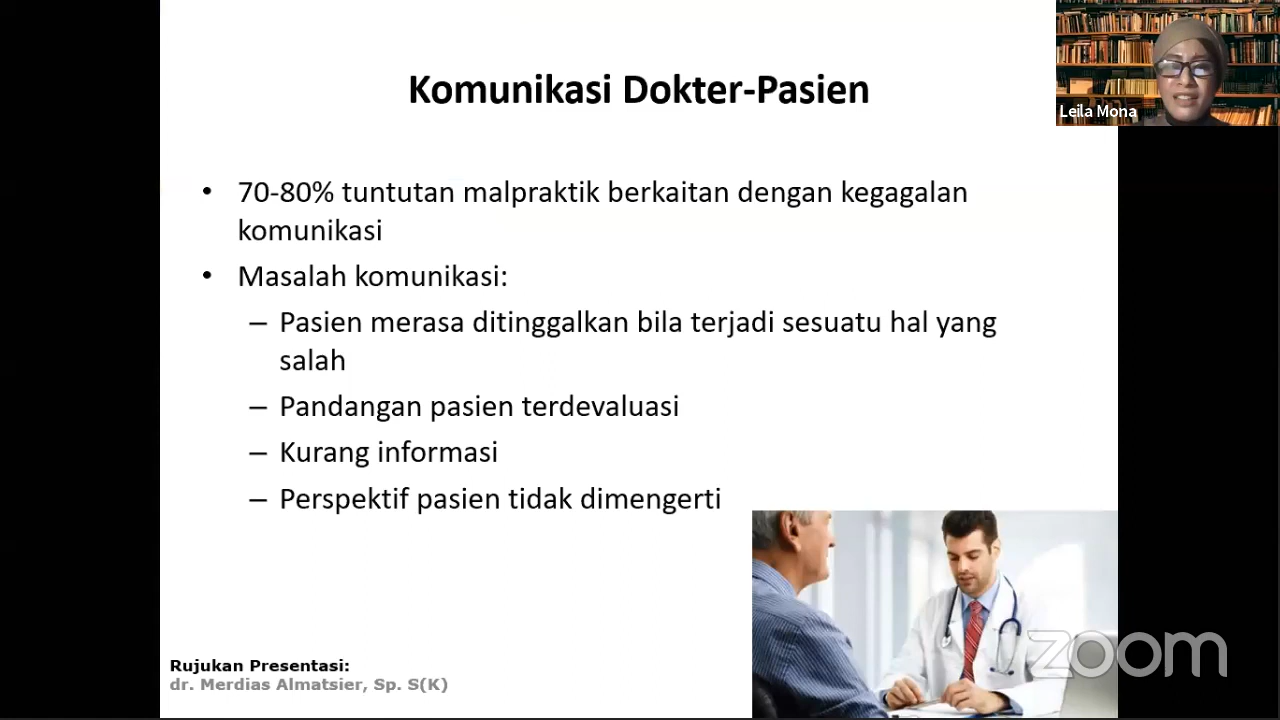 Komunikasi Dokter-Pasien
Leila Mona
• 70-80% tuntutan malpraktik berkaitan dengan kegagalan
komunikasi
• Masalah komunikasi:
– Pasien merasa ditinggalkan bila terjadi sesuatu hal yang
salah
– Pandangan pasien terdevaluasi
– Kurang informasi
– Perspektif pasien tidak dimengerti
Rujukan Presentasi:
dr. Merdias Almatsier, Sp. S(K)
zoom